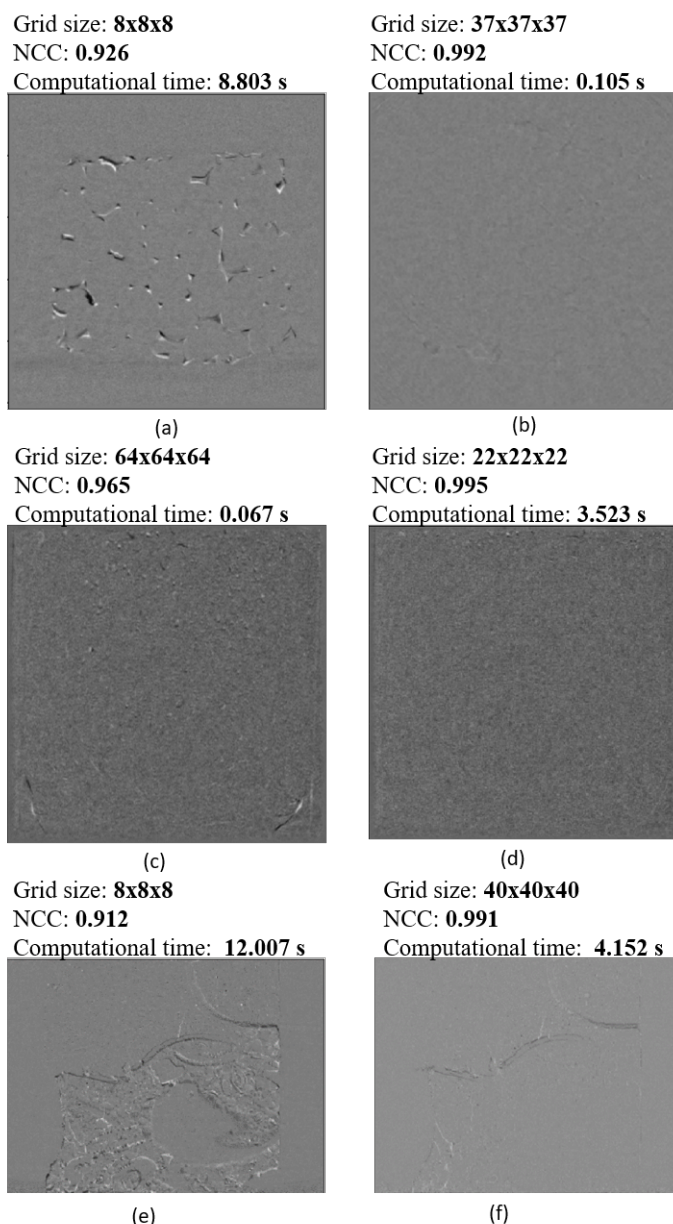 Grid size: 8x8x8
NCC: 0.926
Computational time: 8.803 s
(a)
Grid size: 37x37x37
NCC: 0.992
Computational time: 0.105 s
(b)
Grid size: 64x64x64
NCC: 0.965
Computational time: 0.067 s
(c)
Grid size: 22x22x22
NCC: 0.995
Computational time: 3.523 s
(d)
Grid size: 8x8x8
NCC: 0.912
Computational time: 12.007 s
(e)
Grid size: 40x40x40
NCC: 0.991
Computational time: 4.152 s
(f)